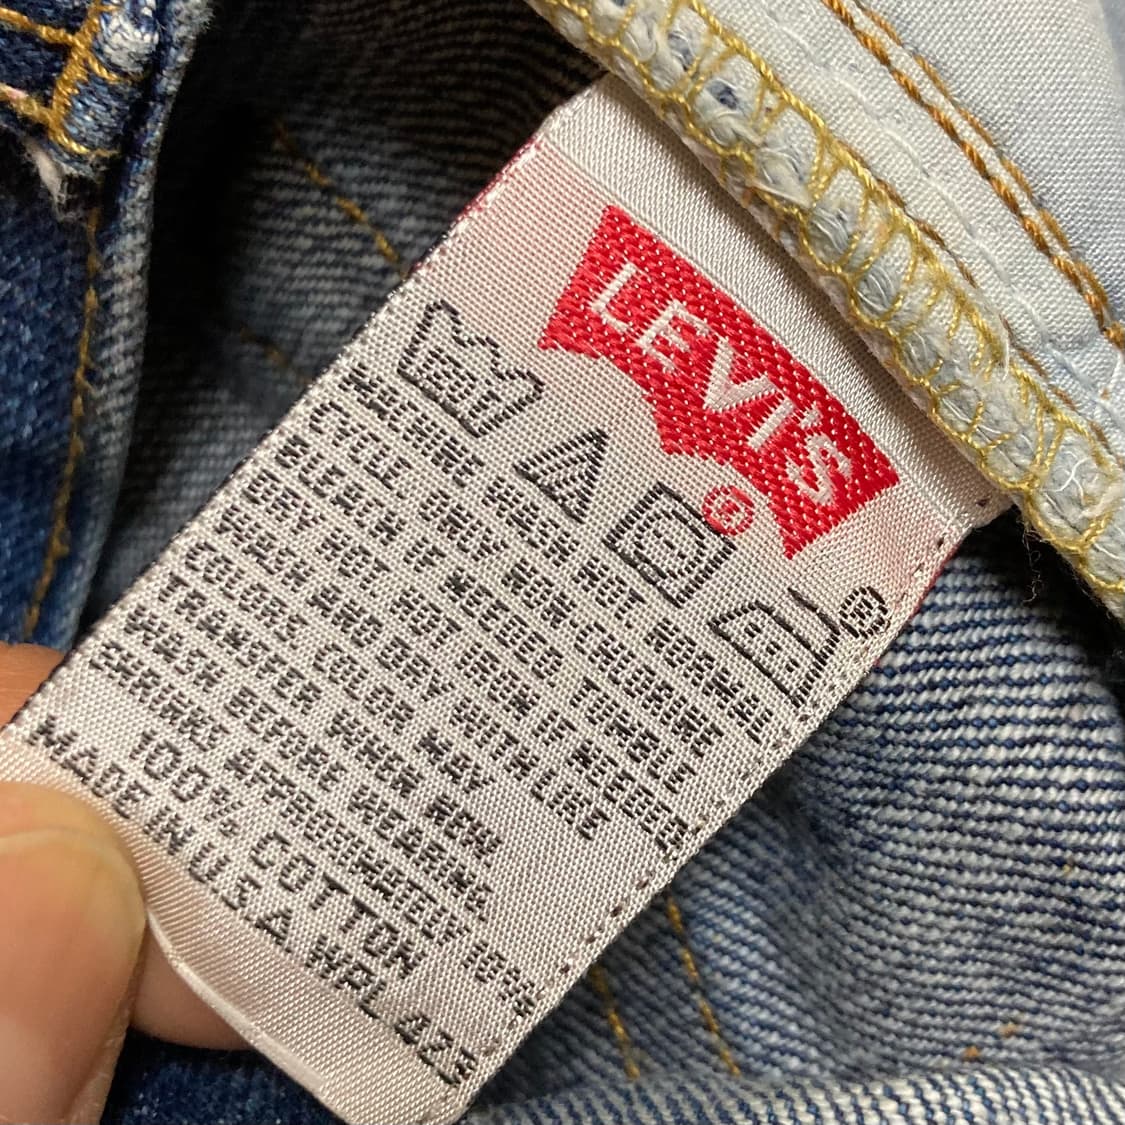 LEVI'S
®
®
MACHINE WASH HOT NORMAL
CYCLE. ONLY NON-CHLORINE
BLEACH IF NEEDED. TUMBLE
DRY HOT. HOT IRON IF NEEDED.
WASH AND DRY WITH LIKE
COLORS. COLOR MAY
TRANSFER WHEN NEW.
WASH BEFORE WEARING.
SHRINKS APPROXIMATELY 10%
100% COTTON
MADE IN U.S.A. WPL 423